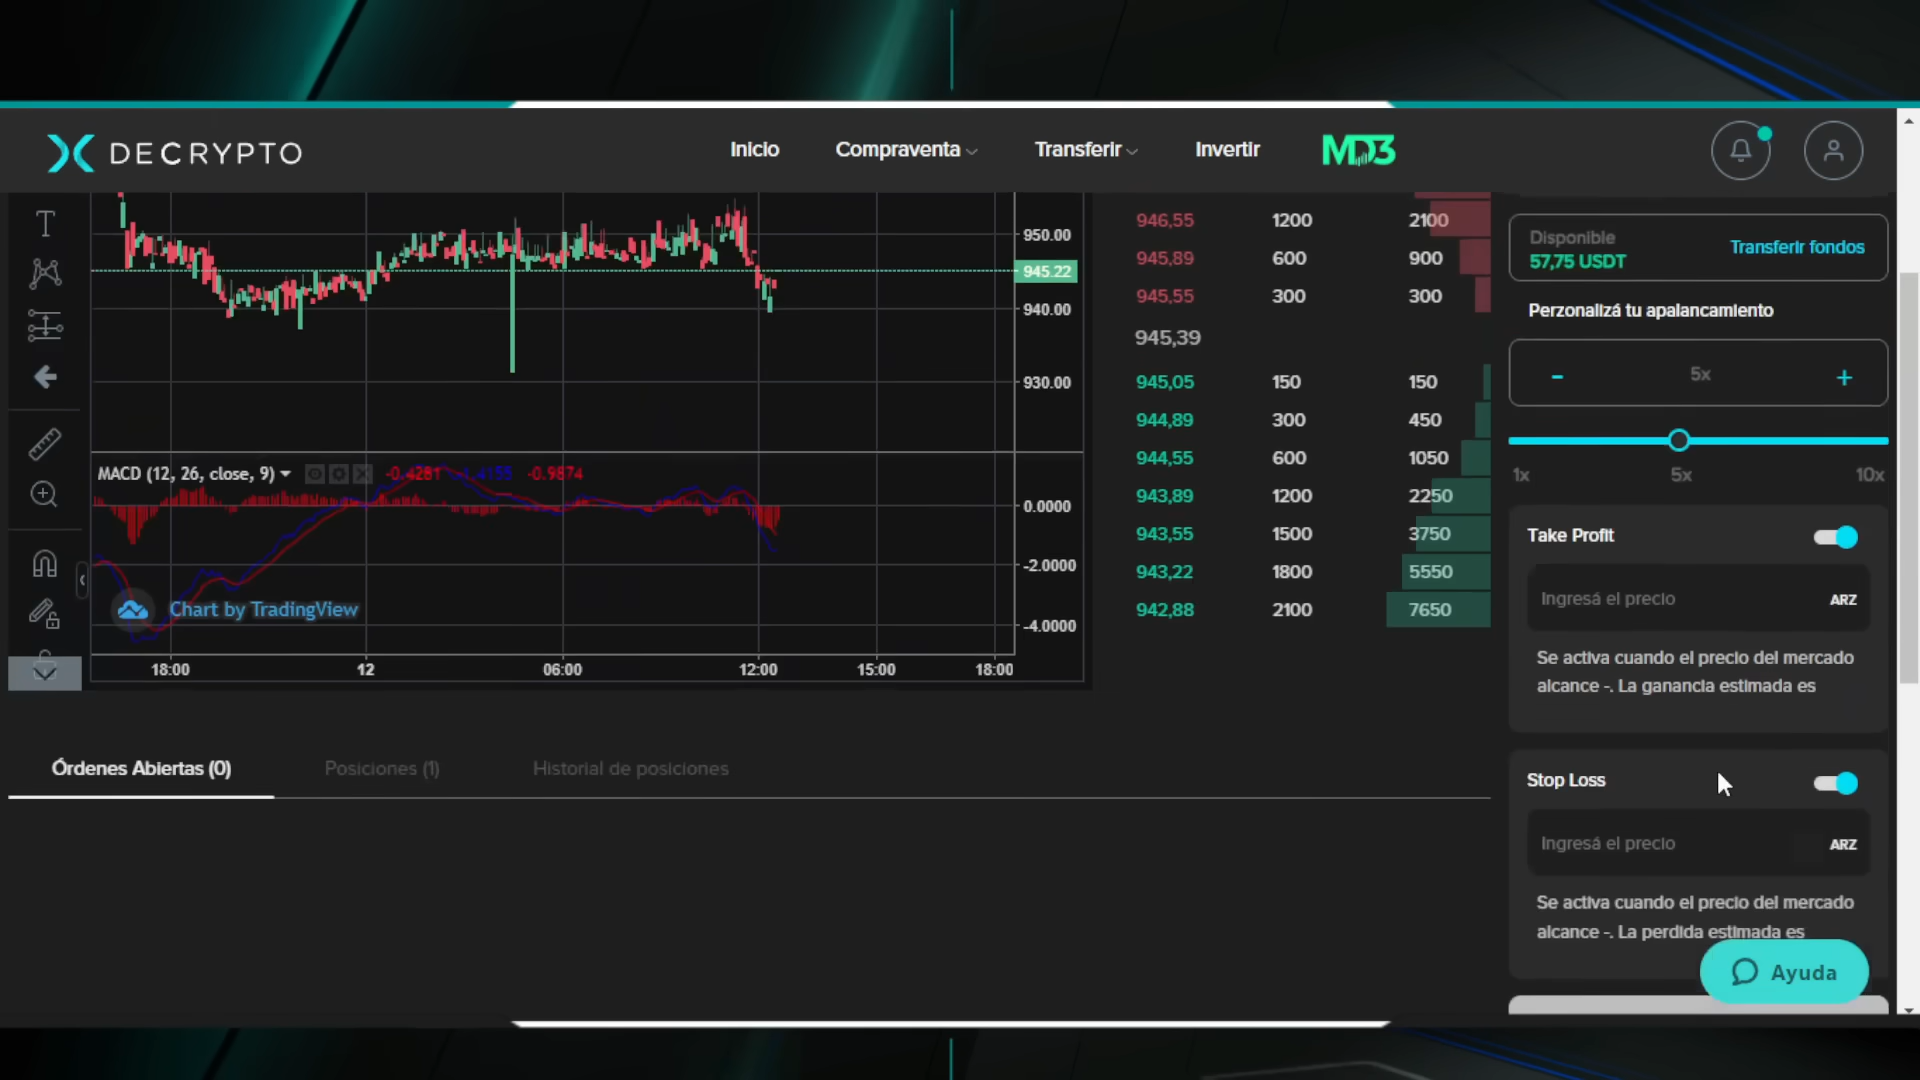 DECRYPTO
Inicio
Compraventa
Transferir
Invertir
MD3
950.00
945.22
940.00
930.00
MACD (12, 26, close, 9)
-0.4281 -1.4155 -0.9874
0.0000
-2.0000
-4.0000
Chart by TradingView
18:00 12 06:00 12:00 15:00 18:00
946,55 1200 2100
945,89 600 900
945,55 300 300
945,39
945,05 150 150
944,89 300 450
944,55 600 1050
943,89 1200 2250
943,55 1500 3750
943,22 1800 5550
942,88 2100 7650
Disponible
57,75 USDT
Transferir fondos
Perzonalizá tu apalancamiento
- 5x +
1x 5x 10x
Take Profit
Ingresá el precio ARZ
Se activa cuando el precio del mercado
alcance -. La ganancia estimada es
Stop Loss
Ingresá el precio ARZ
Se activa cuando el precio del mercado
alcance -. La perdida estimada es
Ayuda
Órdenes Abiertas (0)
Posiciones (1)
Historial de posiciones